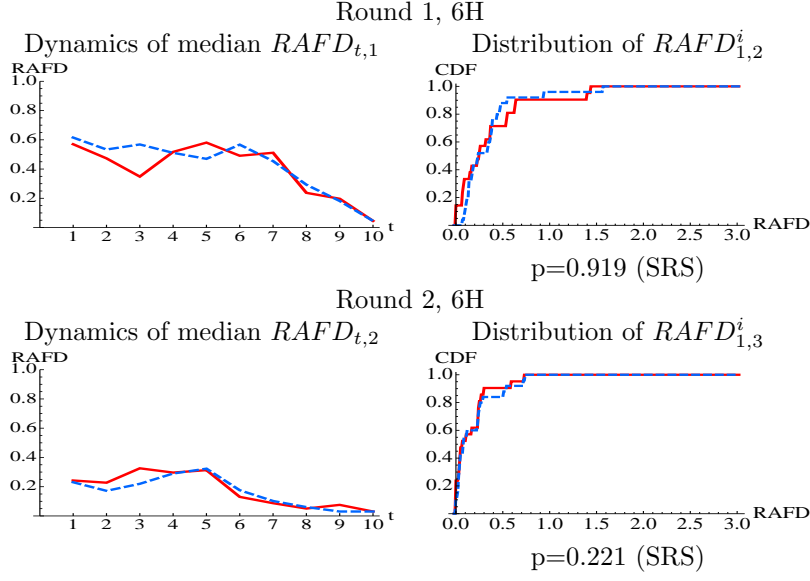 Round 1, 6H
Dynamics of median RAFD_{t,1}
Distribution of RAFD^i_{1,2}
RAFD
1.0
0.8
0.6
0.4
0.2
1 2 3 4 5 6 7 8 9 10 t
CDF
1.0
0.8
0.6
0.4
0.2
0.0 0.5 1.0 1.5 2.0 2.5 3.0 RAFD
p=0.919 (SRS)
Round 2, 6H
Dynamics of median RAFD_{t,2}
Distribution of RAFD^i_{1,3}
RAFD
1.0
0.8
0.6
0.4
0.2
1 2 3 4 5 6 7 8 9 10 t
CDF
1.0
0.8
0.6
0.4
0.2
0.0 0.5 1.0 1.5 2.0 2.5 3.0 RAFD
p=0.221 (SRS)